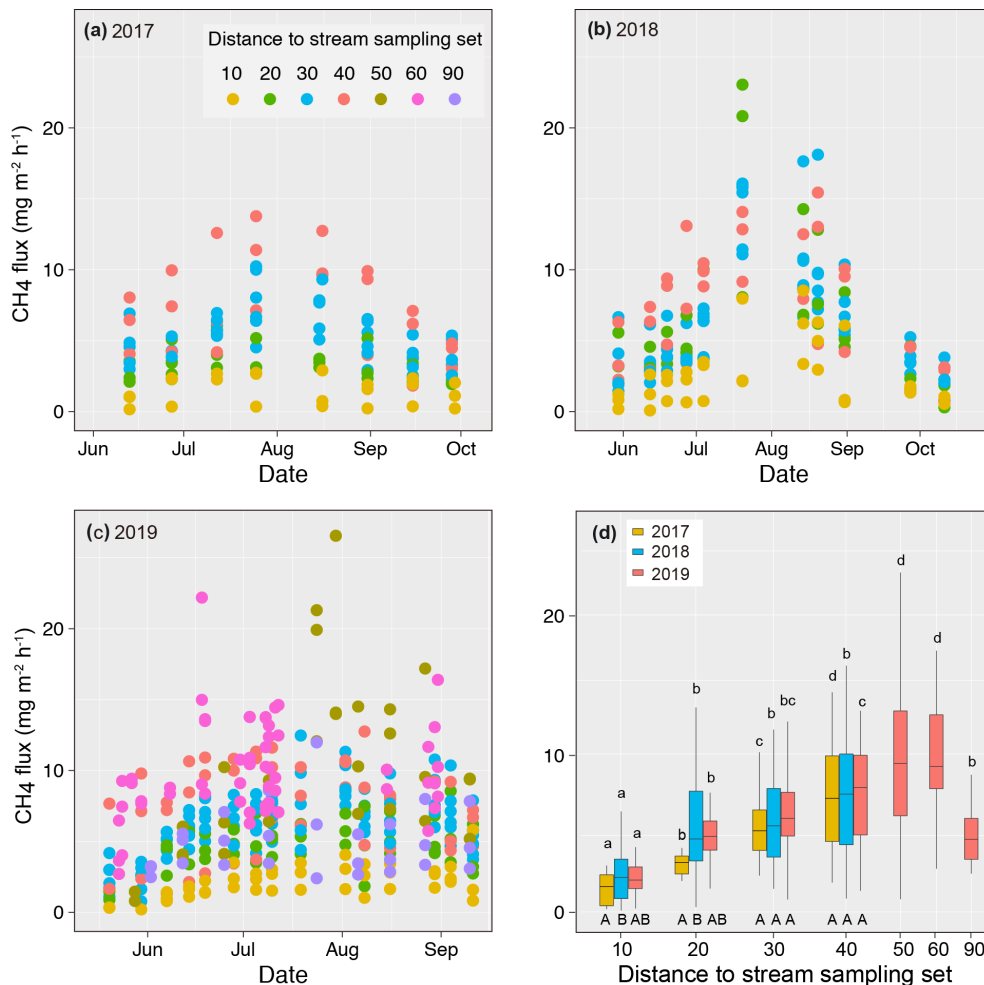 (a) 2017
Distance to stream sampling set
10 20 30 40 50 60 90
CH4 flux (mg m-2 h-1)
20
10
0
Jun Jul Aug Sep Oct
Date
(b) 2018
20
10
0
Jun Jul Aug Sep Oct
Date
(c) 2019
CH4 flux (mg m-2 h-1)
20
10
0
Jun Jul Aug Sep
Date
(d)
2017
2018
2019
20
10
0
a a a
b b b
c b bc
d b c
d
d
b
A B AB A B AB A A A A A A
10 20 30 40 50 60 90
Distance to stream sampling set